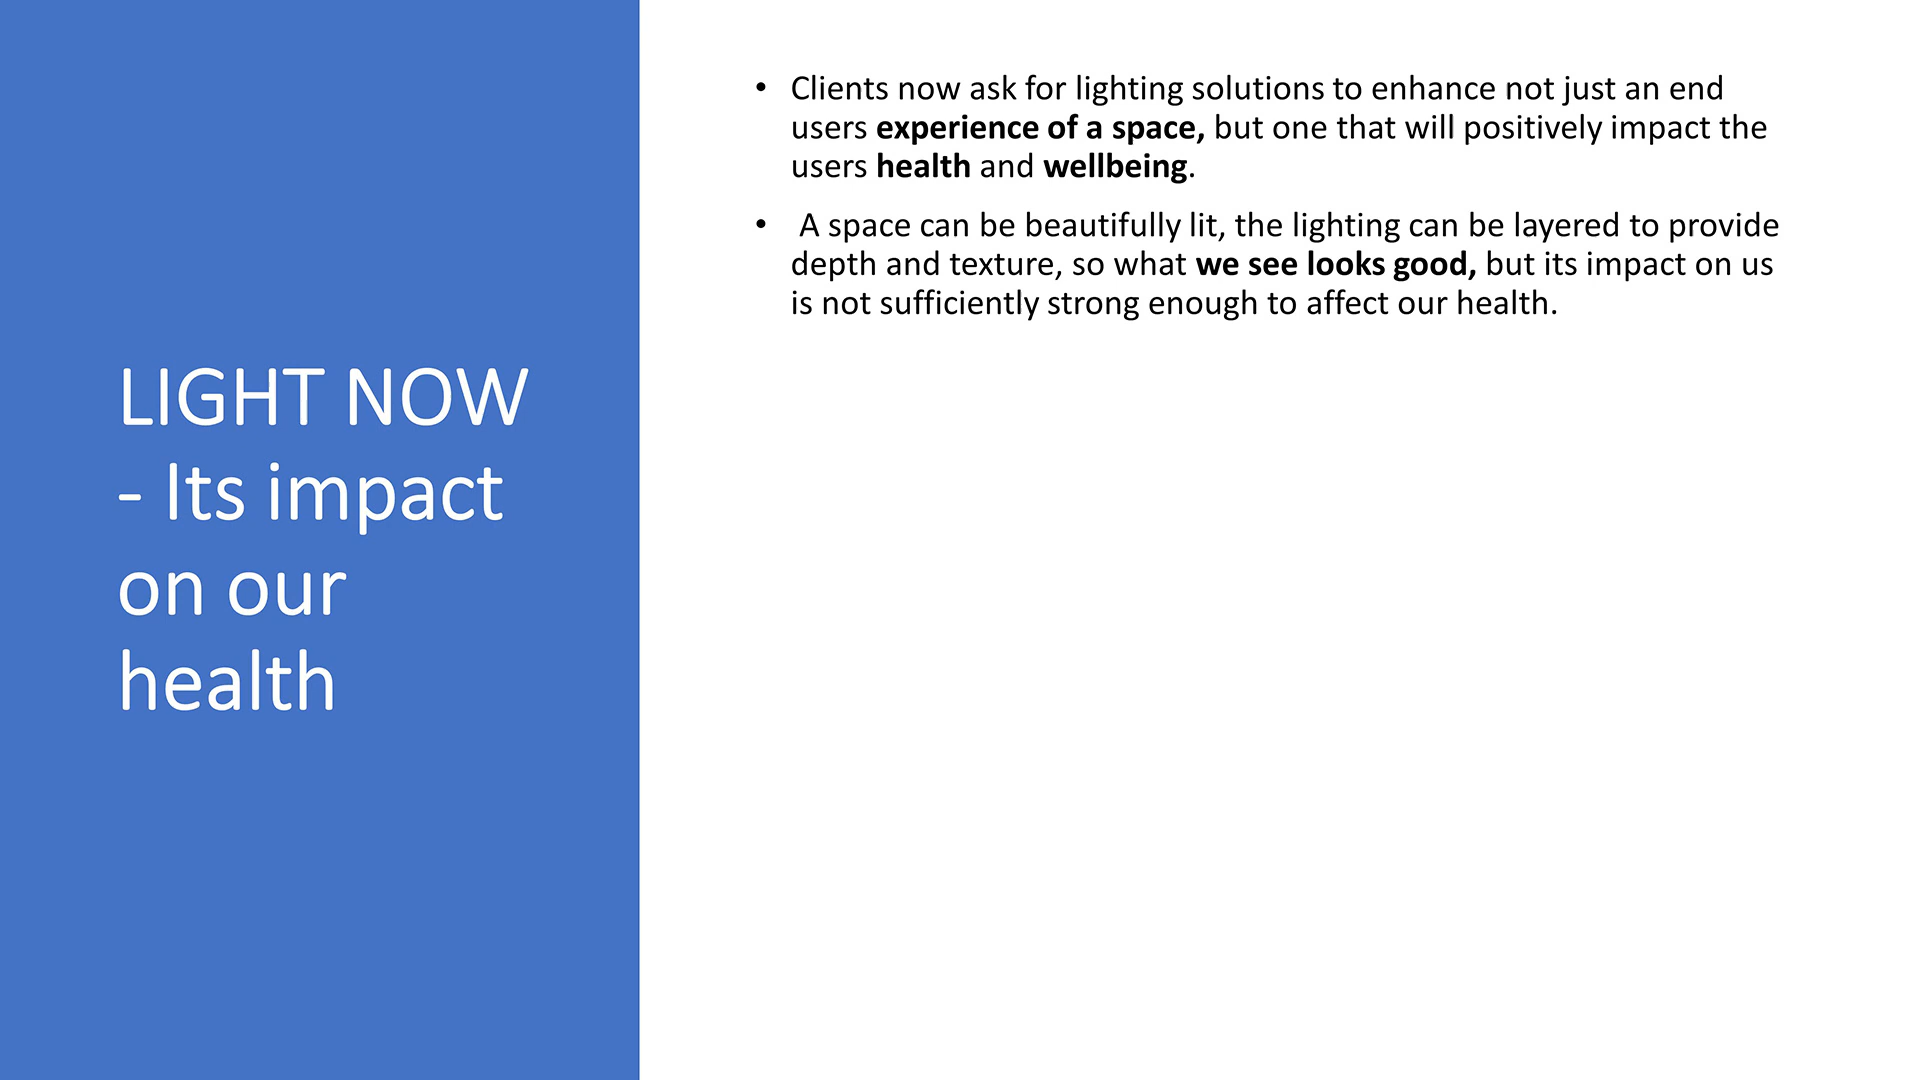 LIGHT NOW
- Its impact
on our
health
• Clients now ask for lighting solutions to enhance not just an end
users experience of a space, but one that will positively impact the
users health and wellbeing.
• A space can be beautifully lit, the lighting can be layered to provide
depth and texture, so what we see looks good, but its impact on us
is not sufficiently strong enough to affect our health.